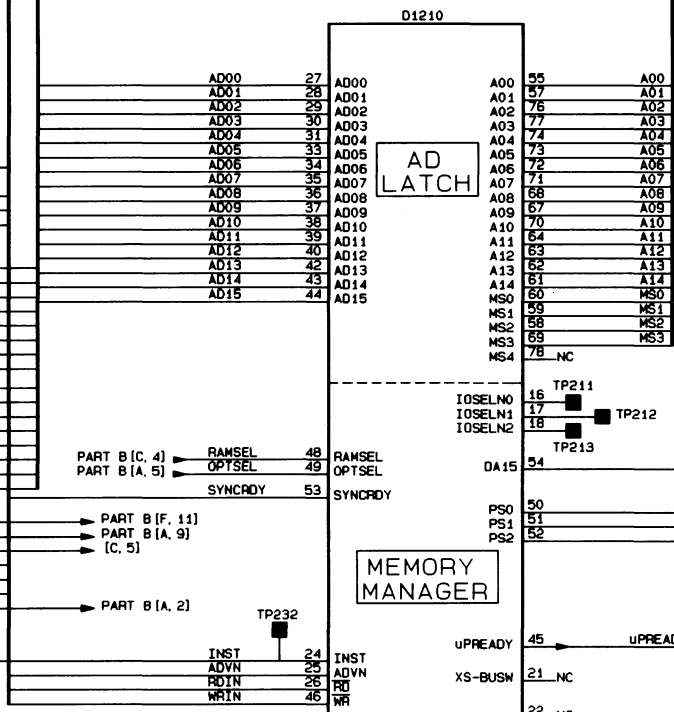 D1210
AD00 27 AD00 A00 55 A00
AD01 28 AD01 A01 57 A01
AD02 29 AD02 A02 76 A02
AD03 30 AD03 A03 77 A03
AD04 31 AD04 A04 74 A04
AD05 33 AD05 A05 73 A05
AD06 34 AD06 A06 72 A06
AD07 35 AD07 A07 71 A07
AD08 36 AD08 A08 68 A08
AD09 37 AD09 A09 67 A09
AD10 38 AD10 A10 70 A10
AD11 39 AD11 A11 64 A11
AD12 40 AD12 A12 63 A12
AD13 42 AD13 A13 62 A13
AD14 43 AD14 A14 61 A14
AD15 44 AD15 MS0 60 MS0
MS1 59 MS1
MS2 58 MS2
MS3 69 MS3
MS4 78 NC
AD
LATCH
TP211
IOSELN0 16
IOSELN1 17 TP212
IOSELN2 18
TP213
PART B [C, 4] RAMSEL 48 RAMSEL
PART B [A, 5] OPTSEL 49 OPTSEL DA15 54
SYNCRDY 53 SYNCRDY
PS0 50
PART B [F, 11] PS1 51
PART B [A, 9] PS2 52
[C, 5]
MEMORY
MANAGER
PART B [A, 2]
TP232
uPREADY 45 uPREAD
INST 24 INST
ADVN 25 ADVN XS-BUSW 21 NC
RDIN 26 RD
WRIN 46 WR